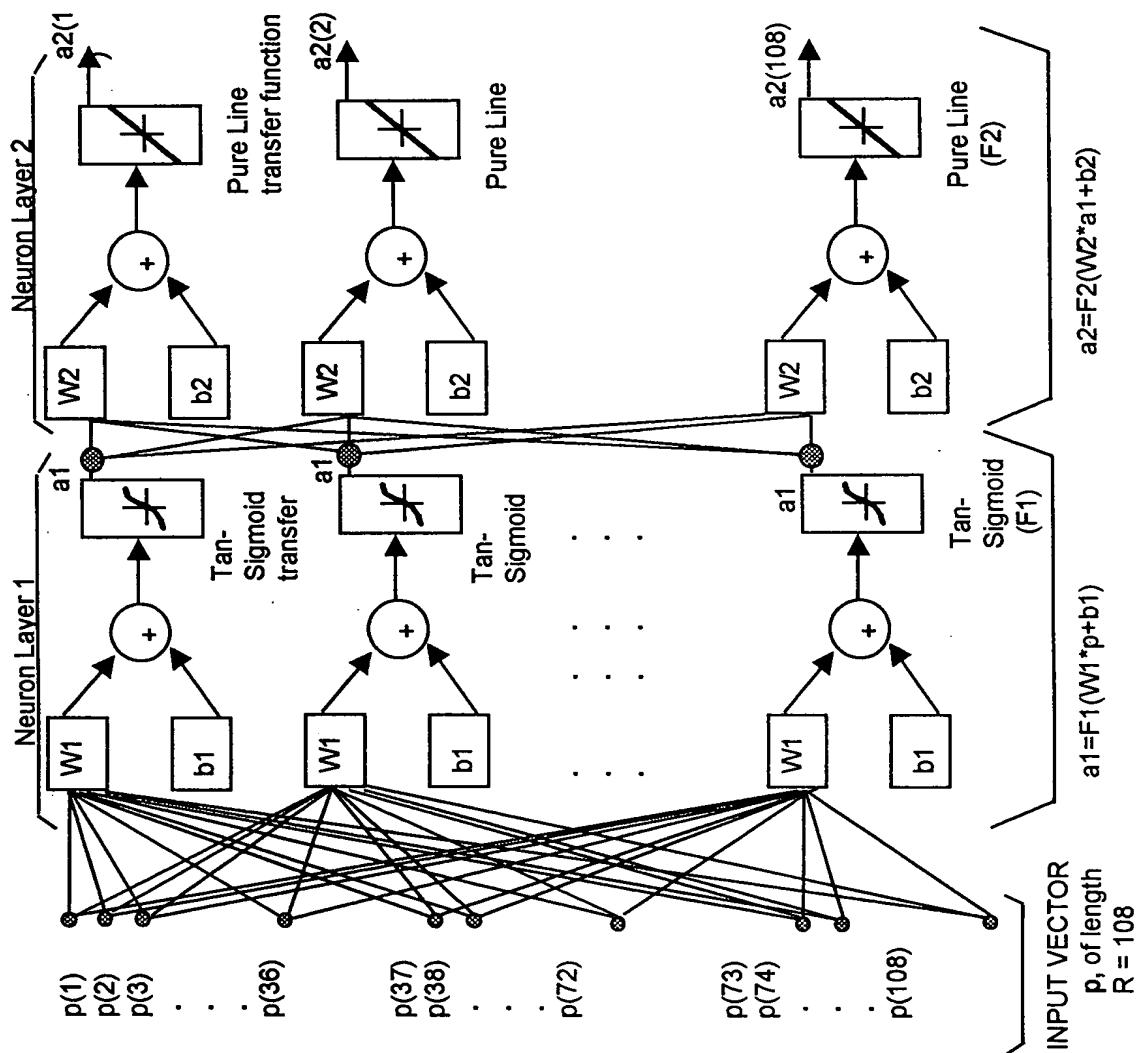 Neuron Layer 1
Neuron Layer 2
p(1)
p(2)
p(3)
. . . .
p(36)
p(37)
p(38)
. . .
p(72)
p(73)
p(74)
. . .
p(108)
INPUT VECTOR
p, of length
R = 108
W1
b1
+
Tan-
Sigmoid
transfer
a1
W2
b2
+
Pure Line
transfer function
a2(1)
W1
b1
+
Tan-
Sigmoid
a1
W2
b2
+
Pure Line
a2(2)
. . . .
. . . .
. . . .
W1
b1
+
Tan-
Sigmoid
(F1)
a1
W2
b2
+
Pure Line
(F2)
a2(108)
a1=F1(W1*p+b1)
a2=F2(W2*a1+b2)